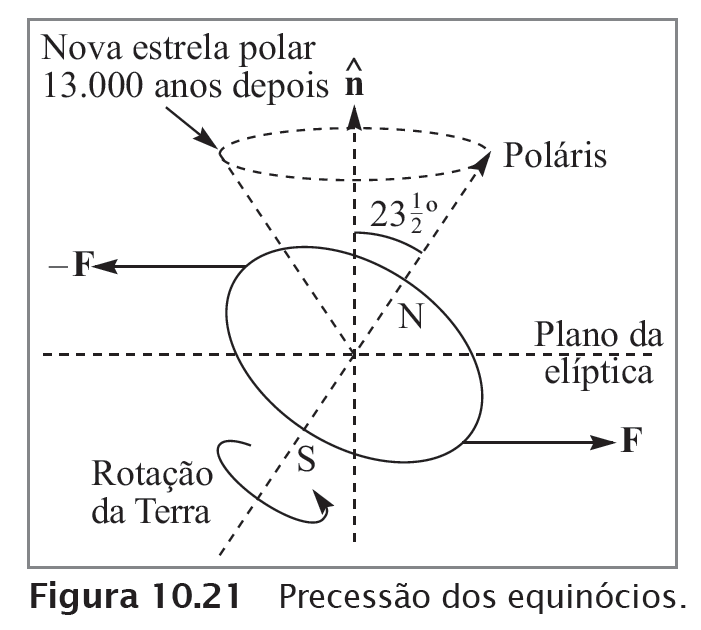 Nova estrela polar
13.000 anos depois
n̂
Poláris
23½°
–F
N
Plano da
elíptica
F
S
Rotação
da Terra
Figura 10.21 Precessão dos equinócios.